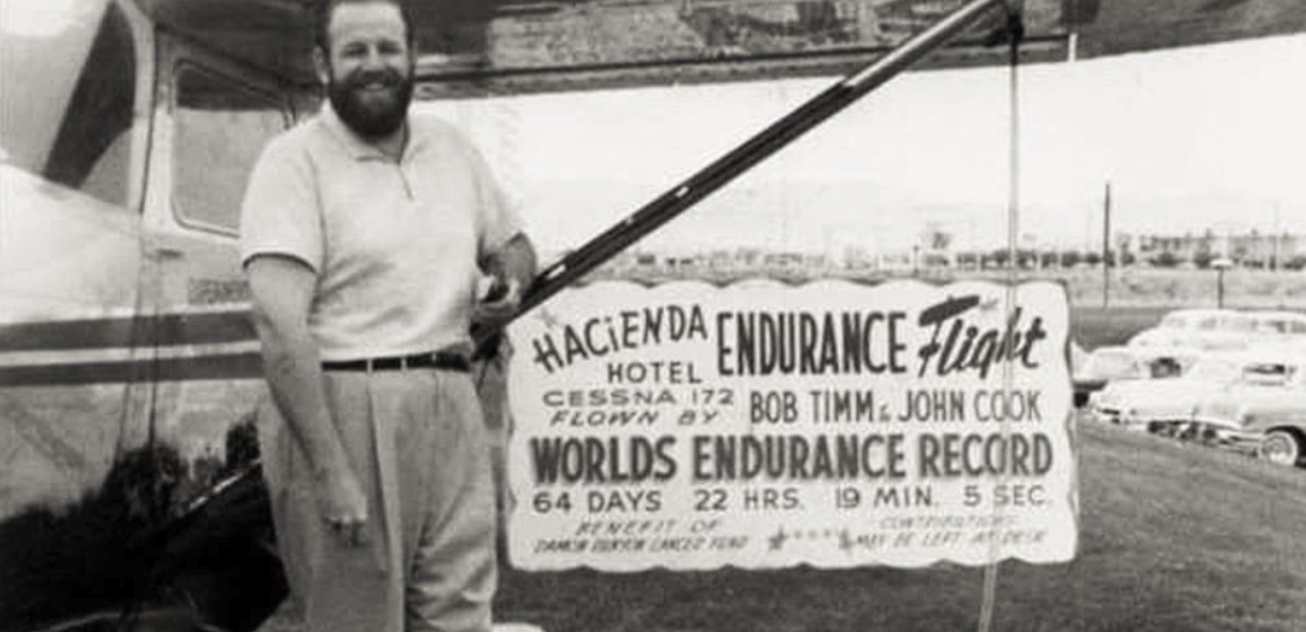 HACIENDA HOTEL ENDURANCE Flight
CESSNA 172 FLOWN BY BOB TIMM & JOHN COOK
WORLDS ENDURANCE RECORD
64 DAYS 22 HRS. 19 MIN. 5 SEC.
BENEFIT OF
DAMON RUNYON CANCER FUND
CONTRIBUTIONS
MAY BE LEFT AT DESK